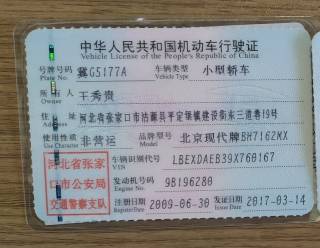 中华人民共和国机动车行驶证
Vehicle License of the People's Republic of China
号牌号码 冀G5177A 车辆类型 小型轿车
Plate No. Vehicle Type
所有人 王秀贵
Owner
住址 河北省张家口市沽源县平定堡镇建设街东三道巷19号
Address
使用性质 非营运 品牌型号 北京现代牌BH7162MX
Use Character Model
河北省张家 车辆识别代号 LBEXDAEB39X760167
VIN
口市公安局 发动机号码 9B196280
Engine No.
交通警察支队 注册日期 2009-06-30 发证日期 2017-03-14
Register Date Issue Date